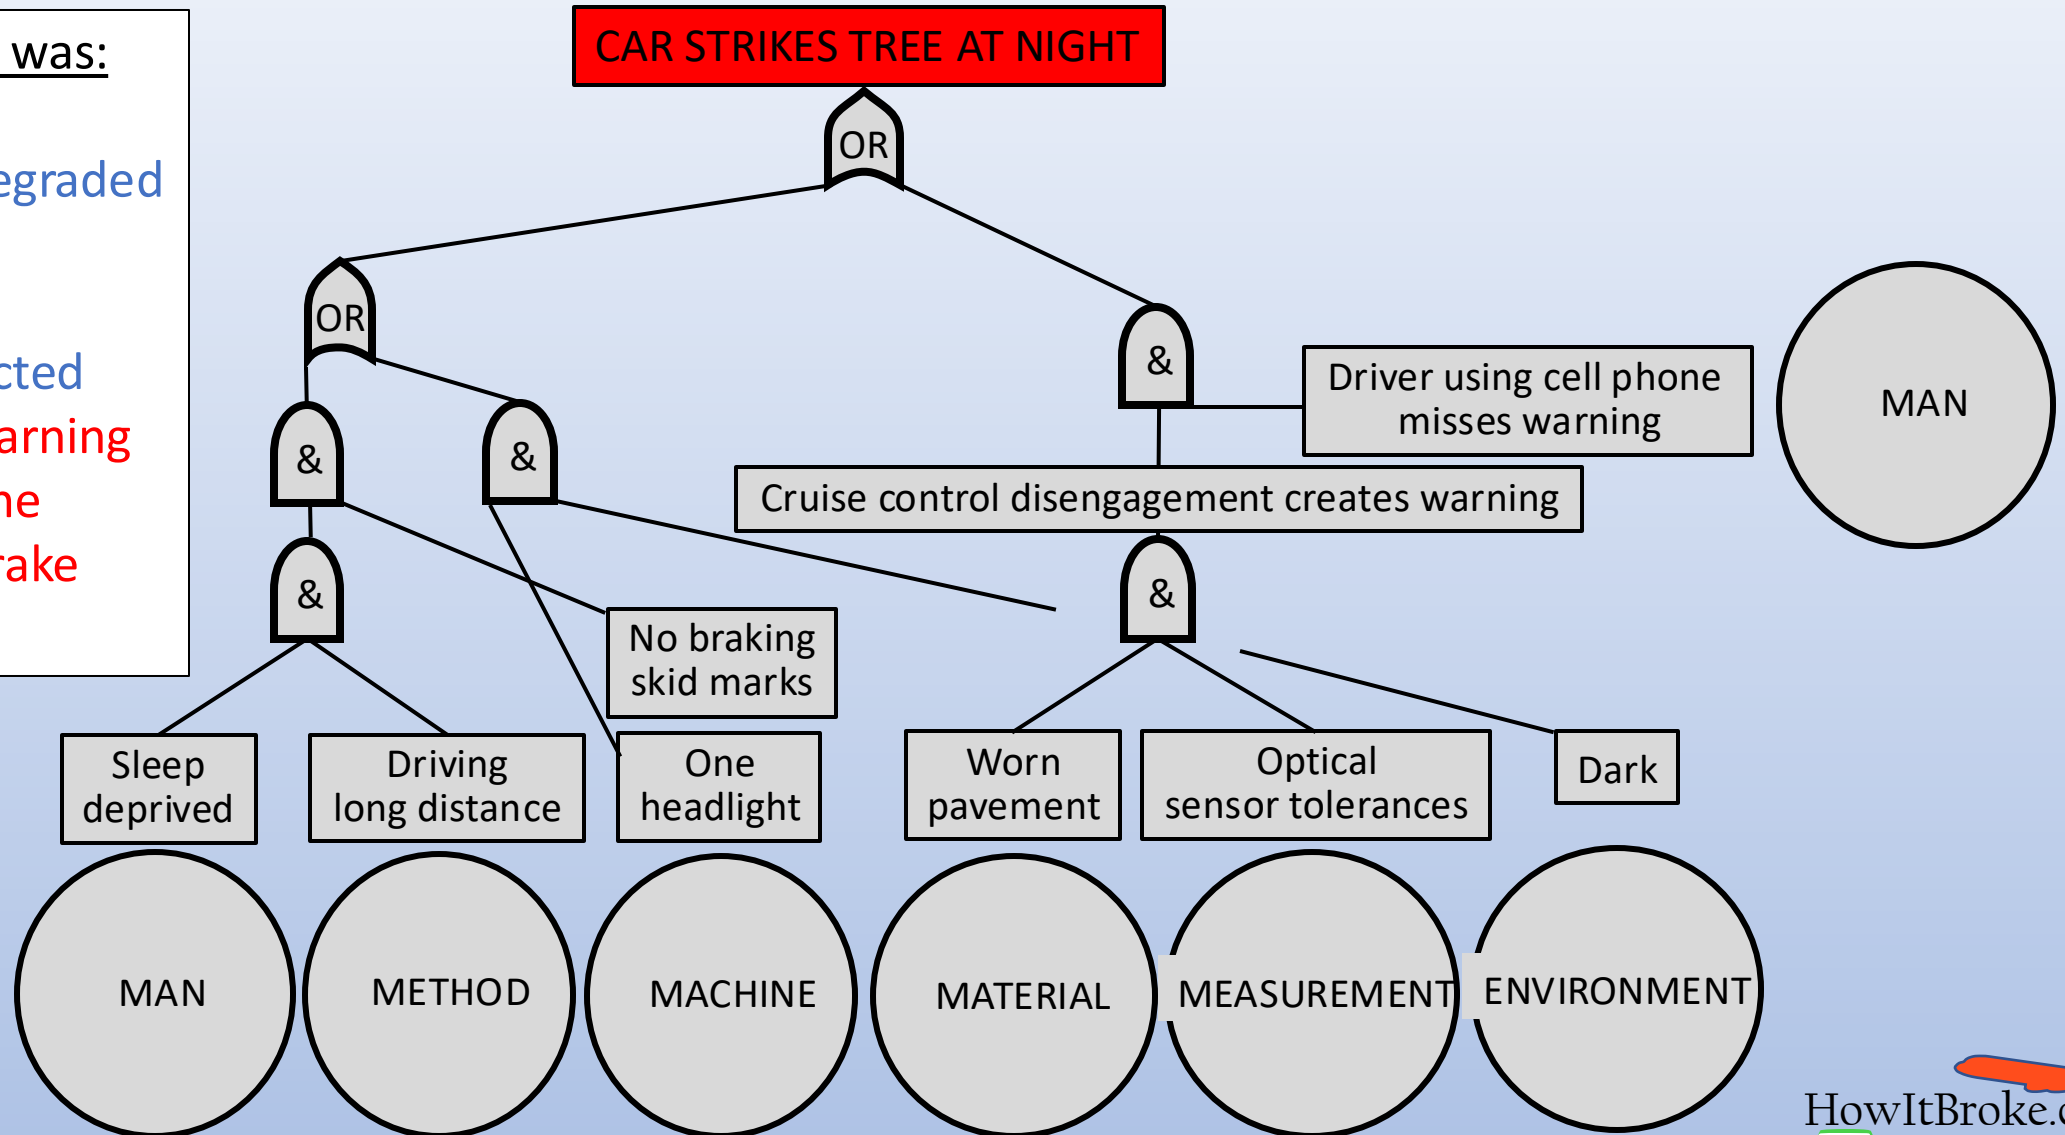 was:
egraded
cted
arning
ne
rake
CAR STRIKES TREE AT NIGHT
OR
OR
&
Driver using cell phone
misses warning
MAN
&
&
Cruise control disengagement creates warning
&
&
No braking
skid marks
Sleep
deprived
Driving
long distance
One
headlight
Worn
pavement
Optical
sensor tolerances
Dark
MAN
METHOD
MACHINE
MATERIAL
MEASUREMENT
ENVIRONMENT
HowItBroke.c